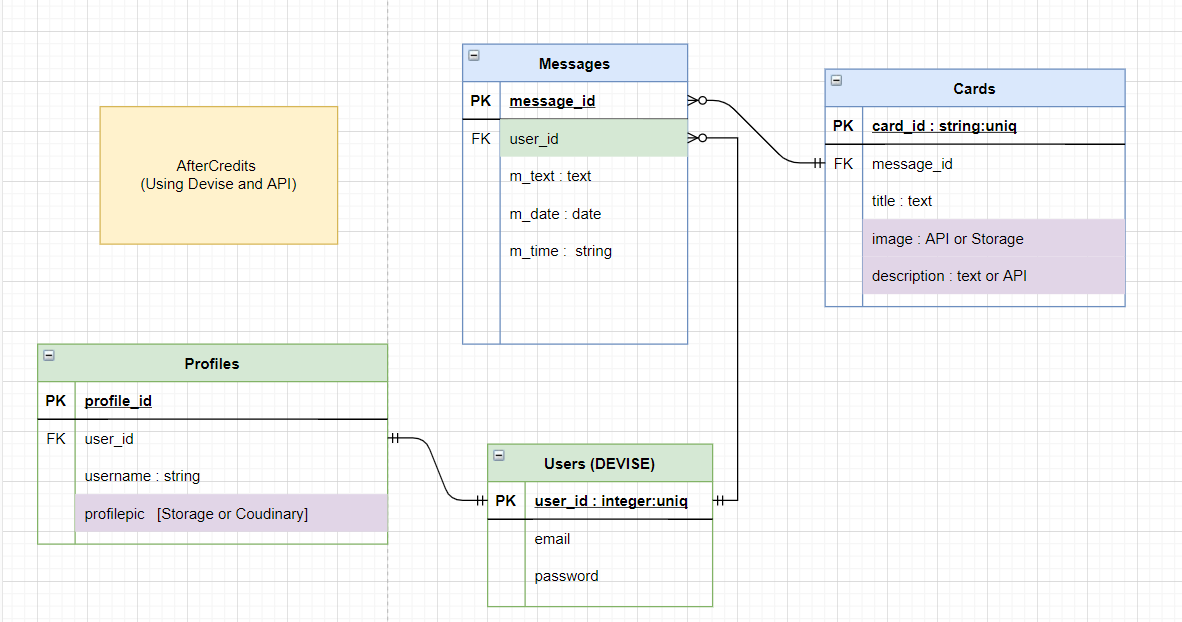 AfterCredits
(Using Devise and API)
Messages
PK message_id
FK user_id
m_text : text
m_date : date
m_time :  string
Cards
PK card_id : string:uniq
FK message_id
title : text
image : API or Storage
description : text or API
Profiles
PK profile_id
FK user_id
username : string
profilepic   [Storage or Coudinary]
Users (DEVISE)
PK user_id : integer:uniq
email
password